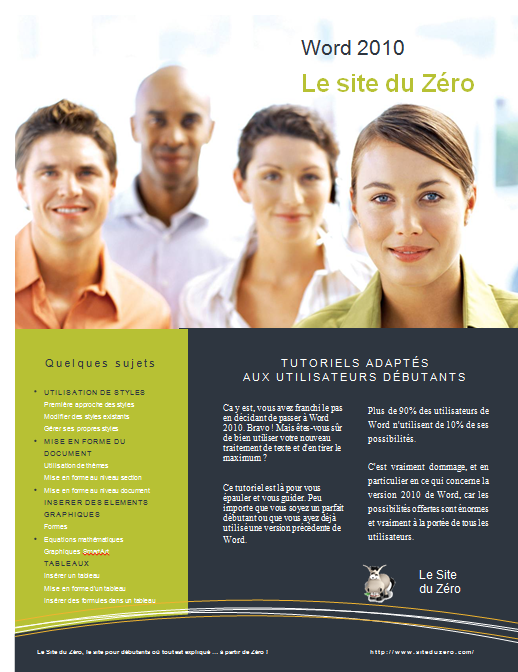 Word 2010
Le site du Zéro
Quelques sujets
• UTILISATION DE STYLES
Première approche des styles
Modifier des styles existants
Gérer ses propres styles
• MISE EN FORME DU
DOCUMENT
Utilisation de thèmes
Mise en forme au niveau section
• Mise en forme au niveau document
INSERER DES ELEMENTS
GRAPHIQUES
Formes
• Equations mathématiques
Graphiques SmartArt
TABLEAUX
Insérer un tableau
Mise en forme d'un tableau
Insérer des formules dans un tableau
TUTORIELS ADAPTÉS
AUX UTILISATEURS DÉBUTANTS
Ca y est, vous avez franchi le pas
en décidant de passer à Word
2010. Bravo ! Mais êtes-vous sûr
de bien utiliser votre nouveau
traitement de texte et d'en tirer le
maximum ?
Ce tutoriel est là pour vous
épauler et vous guider. Peu
importe que vous soyez un parfait
débutant ou que vous ayez déjà
utilisé une version précédente de
Word.
Plus de 90% des utilisateurs de
Word n'utilisent de 10% de ses
possibilités.
C'est vraiment dommage, et en
particulier en ce qui concerne la
version 2010 de Word, car les
possibilités offertes sont énormes
et vraiment à la portée de tous les
utilisateurs.
Le Site
du Zéro
Le Site du Zéro, le site pour débutants où tout est expliqué ... à partir de Zéro !
http://www.siteduzero.com/